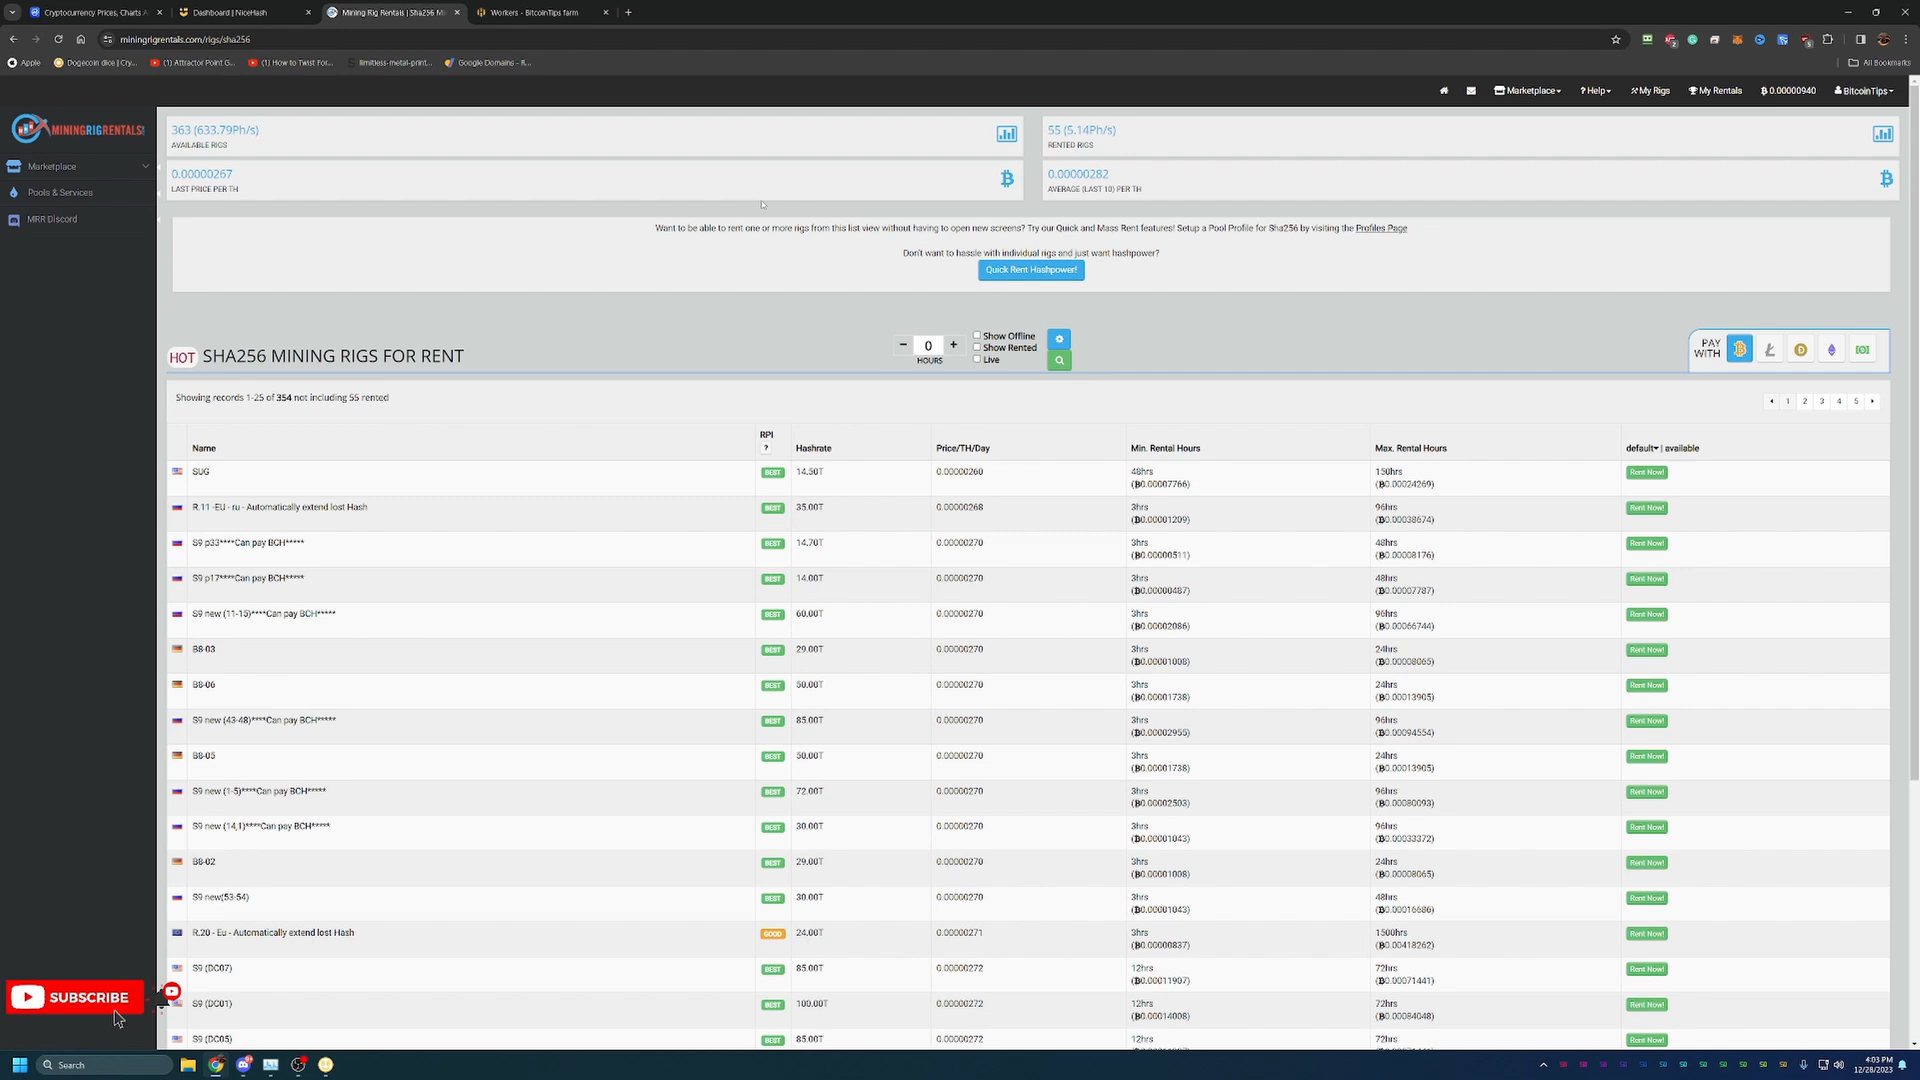 Cryptocurrency Prices, Charts A
Dashboard | NiceHash
Mining Rig Rentals | Sha256 M
Workers - BitcoinTips farm
miningrigrentals.com/rigs/sha256
Apple
Dogecoin dice | Cry...
(1) Attractor Point G...
(1) How to Twist For...
limitless-metal-print...
Google Domains - R...
All Bookmarks
Marketplace
Help
My Rigs
My Rentals
0.00000940
BitcoinTips
MININGRIGRENTALS
Marketplace
Pools & Services
MRR Discord
363 (633.79Ph/s)
AVAILABLE RIGS
55 (5.14Ph/s)
RENTED RIGS
0.00000267
LAST PRICE PER TH
0.00000282
AVERAGE (LAST 10) PER TH
Want to be able to rent one or more rigs from this list view without having to open new screens? Try our Quick and Mass Rent features! Setup a Pool Profile for Sha256 by visiting the Profiles Page
Don't want to hassle with individual rigs and just want hashpower?
Quick Rent Hashpower!
HOT SHA256 MINING RIGS FOR RENT
- 0 +
HOURS
Show Offline
Show Rented
Live
PAY WITH
Showing records 1-25 of 354 not including 55 rented
1 2 3 4 5
Name RPI ? Hashrate Price/TH/Day Min. Rental Hours Max. Rental Hours default | available
SUG BEST 14.50T 0.00000260 48hrs 150hrs Rent Now!
(₿0.00007766) (₿0.00024269)
R.11 -EU - ru - Automatically extend lost Hash BEST 35.00T 0.00000268 3hrs 96hrs Rent Now!
(₿0.00001209) (₿0.00038674)
S9 p33****Can pay BCH***** BEST 14.70T 0.00000270 3hrs 48hrs Rent Now!
(₿0.00000511) (₿0.00008176)
S9 p17****Can pay BCH***** BEST 14.00T 0.00000270 3hrs 48hrs Rent Now!
(₿0.00000487) (₿0.00007787)
S9 new (11-15)****Can pay BCH***** BEST 60.00T 0.00000270 3hrs 96hrs Rent Now!
(₿0.00002086) (₿0.00066744)
B8-03 BEST 29.00T 0.00000270 3hrs 24hrs Rent Now!
(₿0.00001008) (₿0.00008065)
B8-06 BEST 50.00T 0.00000270 3hrs 24hrs Rent Now!
(₿0.00001738) (₿0.00013905)
S9 new (43-48)****Can pay BCH***** BEST 85.00T 0.00000270 3hrs 96hrs Rent Now!
(₿0.00002955) (₿0.00094554)
B8-05 BEST 50.00T 0.00000270 3hrs 24hrs Rent Now!
(₿0.00001738) (₿0.00013905)
S9 new (1-5)****Can pay BCH***** BEST 72.00T 0.00000270 3hrs 96hrs Rent Now!
(₿0.00002503) (₿0.00080093)
S9 new (14,1)****Can pay BCH***** BEST 30.00T 0.00000270 3hrs 96hrs Rent Now!
(₿0.00001043) (₿0.00033372)
B8-02 BEST 29.00T 0.00000270 3hrs 24hrs Rent Now!
(₿0.00001008) (₿0.00008065)
S9 new(53-54) BEST 30.00T 0.00000270 3hrs 48hrs Rent Now!
(₿0.00001043) (₿0.00016686)
R.20 - Eu - Automatically extend lost Hash GOOD 24.00T 0.00000271 3hrs 1500hrs Rent Now!
(₿0.00000837) (₿0.00418262)
S9 (DC07) BEST 85.00T 0.00000272 12hrs 72hrs Rent Now!
(₿0.00011907) (₿0.00071441)
S9 (DC01) BEST 100.00T 0.00000272 12hrs 72hrs Rent Now!
(₿0.00014008) (₿0.00084048)
S9 (DC05) BEST 85.00T 0.00000272 12hrs 72hrs Rent Now!
SUBSCRIBE
Search
4:03 PM
12/28/2023